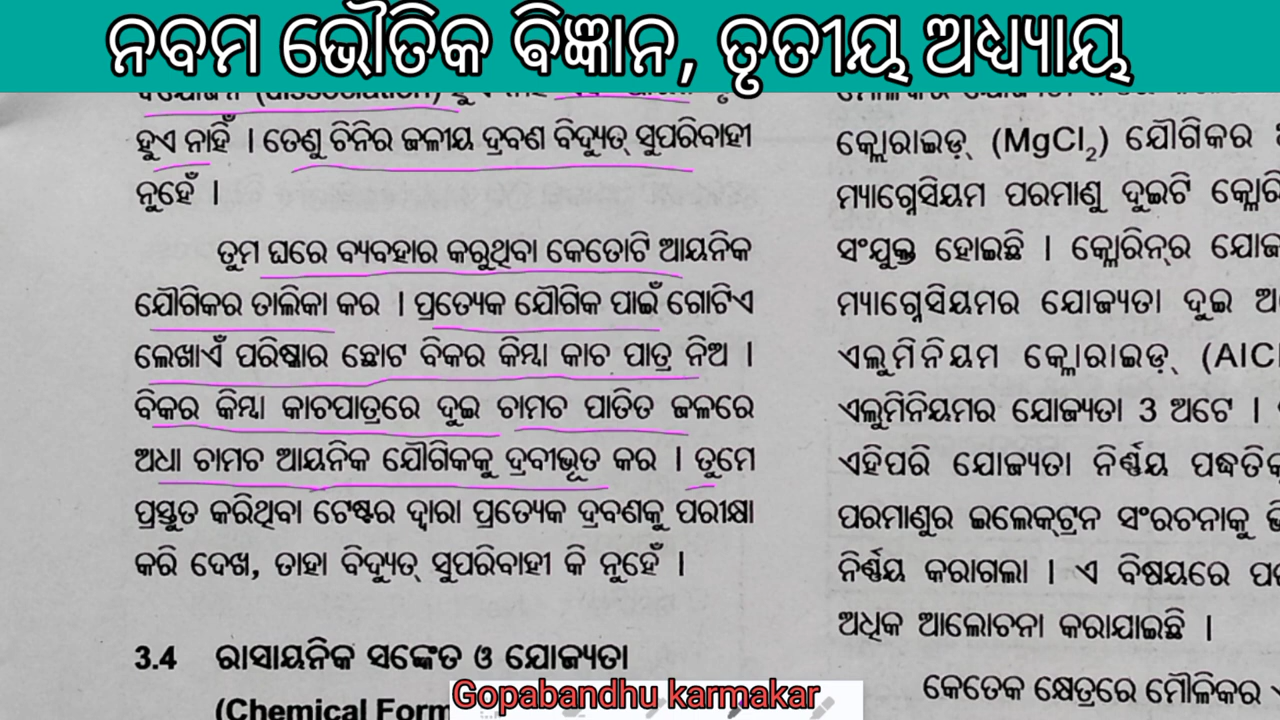 ନବମ ଭୌତିକ ବିଜ୍ଞାନ, ତୃତୀୟ ଅଧ୍ୟାୟ
ହୁଏ ନାହିଁ । ତେଣୁ ଚିନିର ଜଳୀୟ ଦ୍ରବଣ ବିଦ୍ୟୁତ୍ ସୁପରିବାହୀ
ନୁହେଁ ।
ତୁମ ଘରେ ବ୍ୟବହାର କରୁଥିବା କେତୋଟି ଆୟନିକ
ଯୌଗିକର ତାଲିକା କର । ପ୍ରତ୍ୟେକ ଯୌଗିକ ପାଇଁ ଗୋଟିଏ
ଲେଖାଏଁ ପରିଷ୍କାର ଛୋଟ ବିକର କିମ୍ଭା କାଚ ପାତ୍ର ନିଅ ।
ବିକର କିମ୍ଭା କାଚପାତ୍ରରେ ଦୁଇ ଚାମଚ ପାତିତ ଜଳରେ
ଅଧା ଚାମଚ ଆୟନିକ ଯୌଗିକକୁ ଦ୍ରବୀଭୂତ କର । ତୁମେ
ପ୍ରସ୍ତୁତ କରିଥିବା ଟେଷ୍ଟର ଦ୍ୱାରା ପ୍ରତ୍ୟେକ ଦ୍ରବଣକୁ ପରୀକ୍ଷା
କରି ଦେଖ, ତାହା ବିଦ୍ୟୁତ୍ ସୁପରିବାହୀ କି ନୁହେଁ ।
3.4 ରାସାୟନିକ ସଙ୍କେତ ଓ ଯୋଜ୍ୟତା
(Chemical
କ୍ଲୋରାଇଡ଼୍ (MgCl₂) ଯୌଗିକର
ମ୍ୟାଗ୍ନେସିୟମ ପରମାଣୁ ଦୁଇଟି
ସଂଯୁକ୍ତ ହୋଇଛି । କ୍ଲୋରିନ୍‌ର
ମ୍ୟାଗ୍ନେସିୟମର ଯୋଜ୍ୟତା ଦୁଇ
ଏଲୁମିନିୟମ କ୍ଲୋରାଇଡ଼୍
ଏଲୁମିନିୟମର ଯୋଜ୍ୟତା 3 ଅଟେ ।
ଏହିପରି ଯୋଜ୍ୟତା ନିର୍ଣ୍ଣୟ
ପରମାଣୁର ଇଲେକ୍‌ଟ୍ରନ ସଂରଚନାକୁ
ନିର୍ଣ୍ଣୟ କରାଗଲା । ଏ ବିଷୟରେ
ଅଧିକ ଆଲୋଚନା କରାଯାଇଛି ।
କେତେକ କ୍ଷେତ୍ରରେ ମୌଳିକର
Gopabandhu karmakar